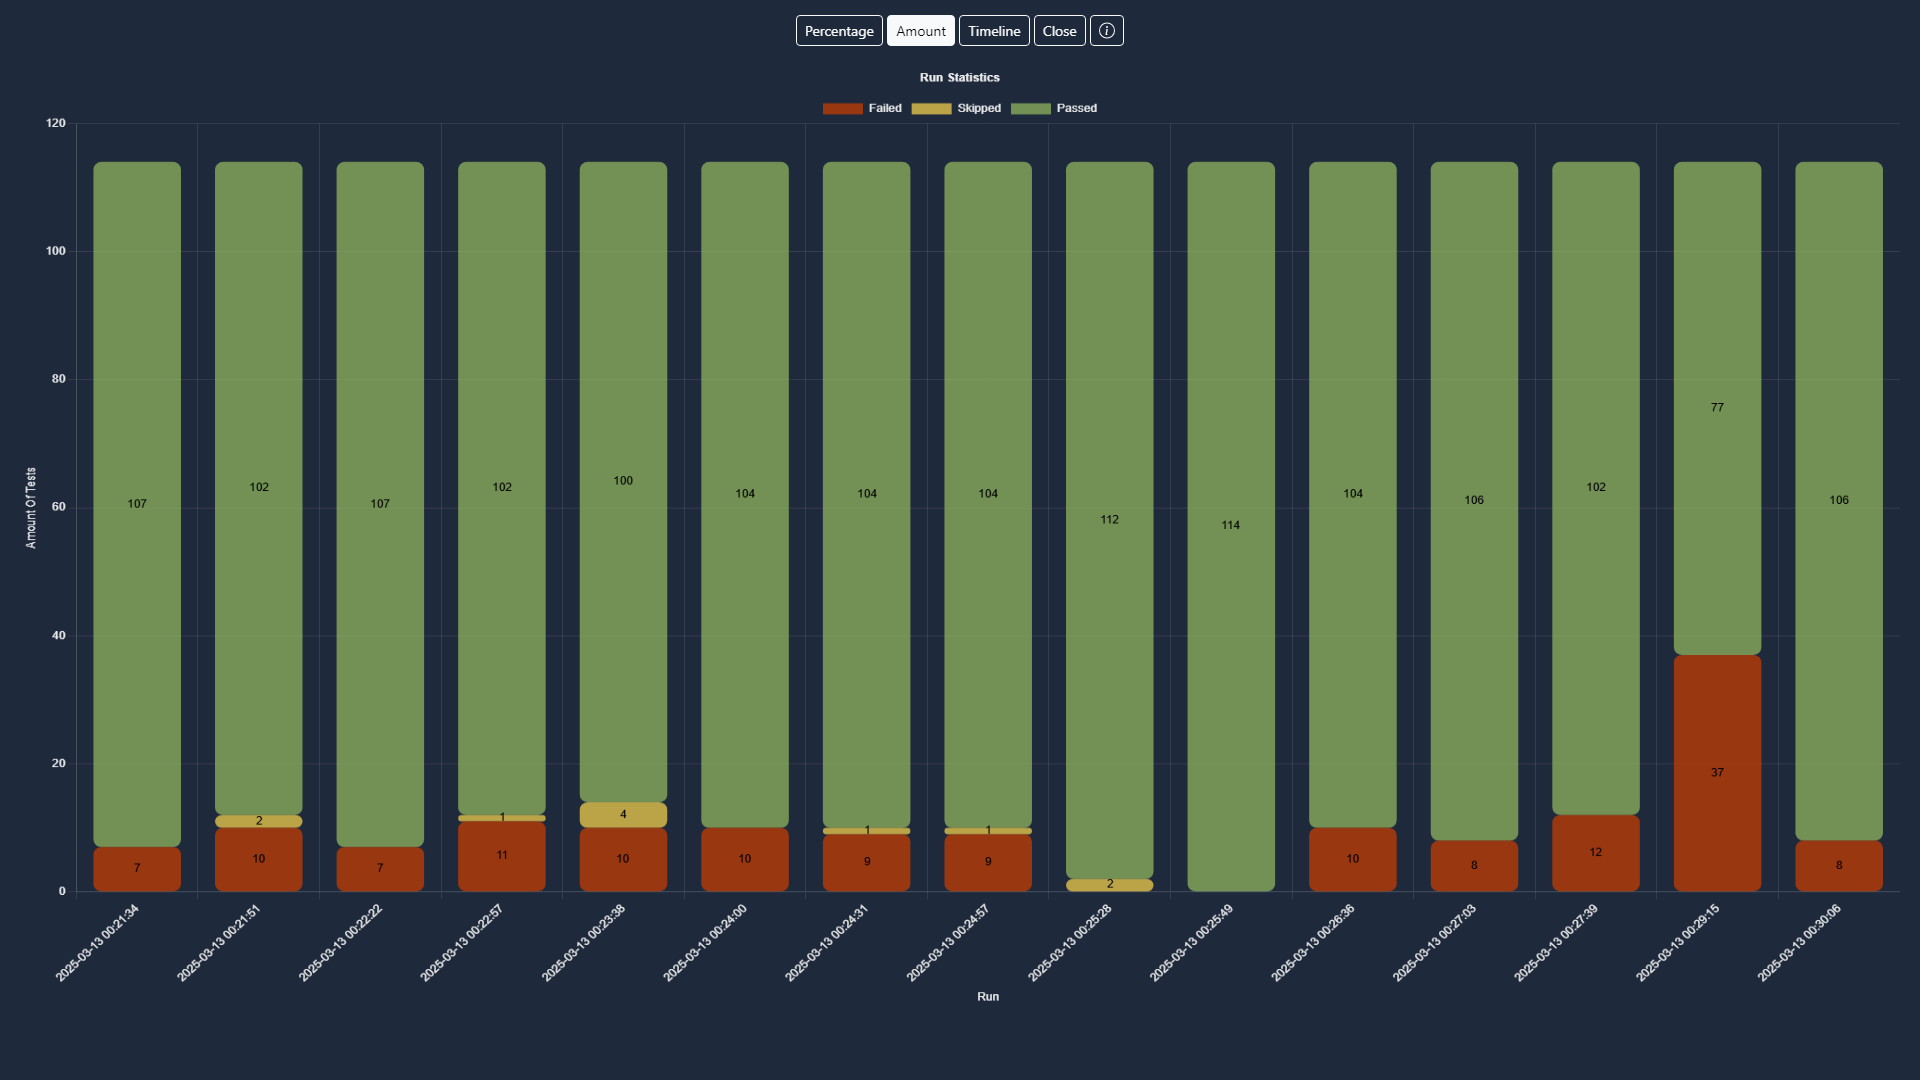 Percentage Amount Timeline Close
Run Statistics
Failed Skipped Passed
120
100
80
60
40
20
0
Amount Of Tests
107 102 107 102 100 104 104 104 112 114 104 106 102 77 106
2 1 4 1 1 2
7 10 7 11 10 10 9 9 10 8 12 37 8
2025-03-13 00:21:34
2025-03-13 00:21:51
2025-03-13 00:22:22
2025-03-13 00:22:57
2025-03-13 00:23:38
2025-03-13 00:24:00
2025-03-13 00:24:31
2025-03-13 00:24:57
2025-03-13 00:25:28
2025-03-13 00:25:49
2025-03-13 00:26:36
2025-03-13 00:27:03
2025-03-13 00:27:39
2025-03-13 00:29:15
2025-03-13 00:30:06
Run